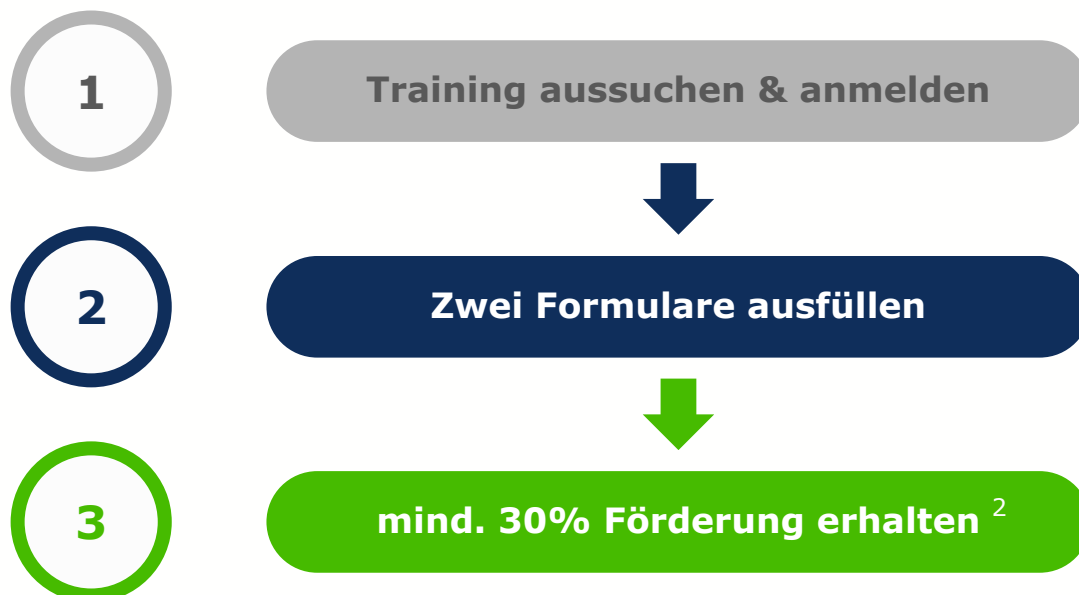 1
Training aussuchen & anmelden
2
Zwei Formulare ausfüllen
3
mind. 30% Förderung erhalten ²